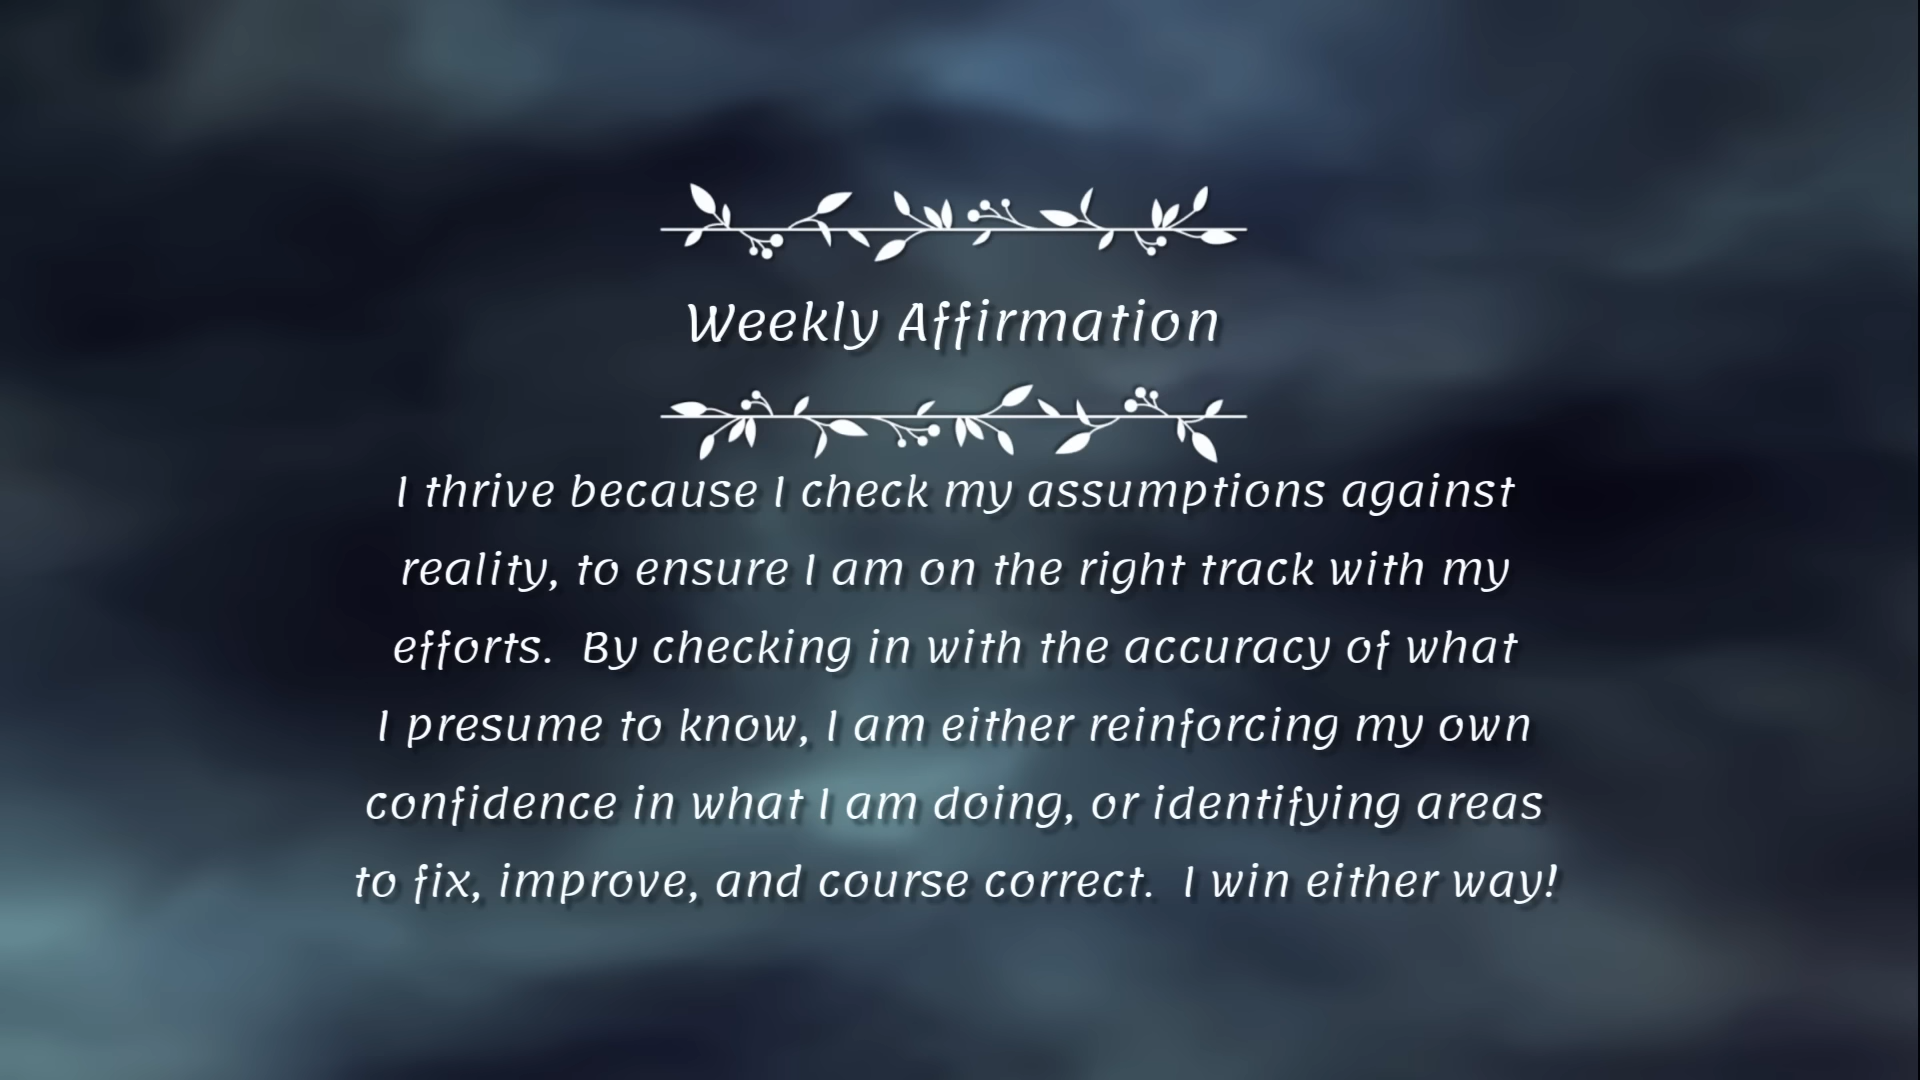 Weekly Affirmation
I thrive because I check my assumptions against
reality, to ensure I am on the right track with my
efforts.  By checking in with the accuracy of what
I presume to know, I am either reinforcing my own
confidence in what I am doing, or identifying areas
to fix, improve, and course correct.  I win either way!